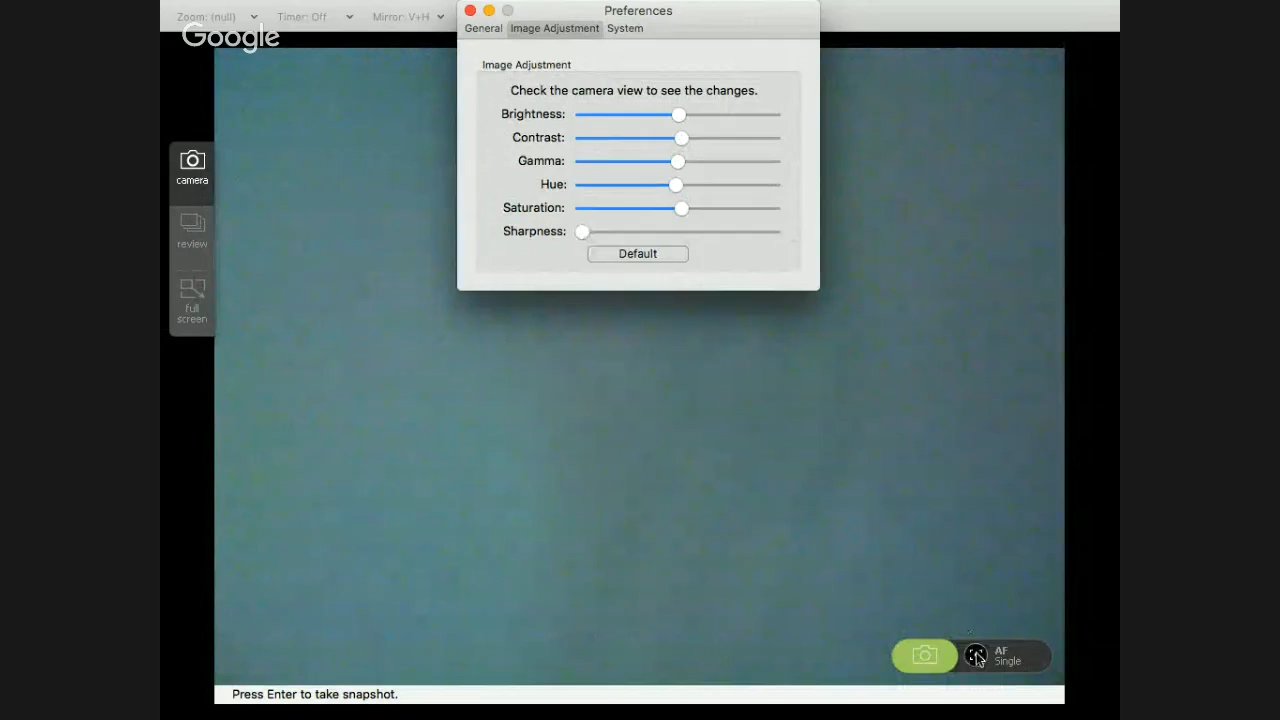 Zoom: (null)
Timer: Off
Mirror: V+H
Google
Preferences
General
Image Adjustment
System
Image Adjustment
Check the camera view to see the changes.
Brightness:
Contrast:
Gamma:
Hue:
Saturation:
Sharpness:
Default
camera
review
full
screen
AF
Single
Press Enter to take snapshot.